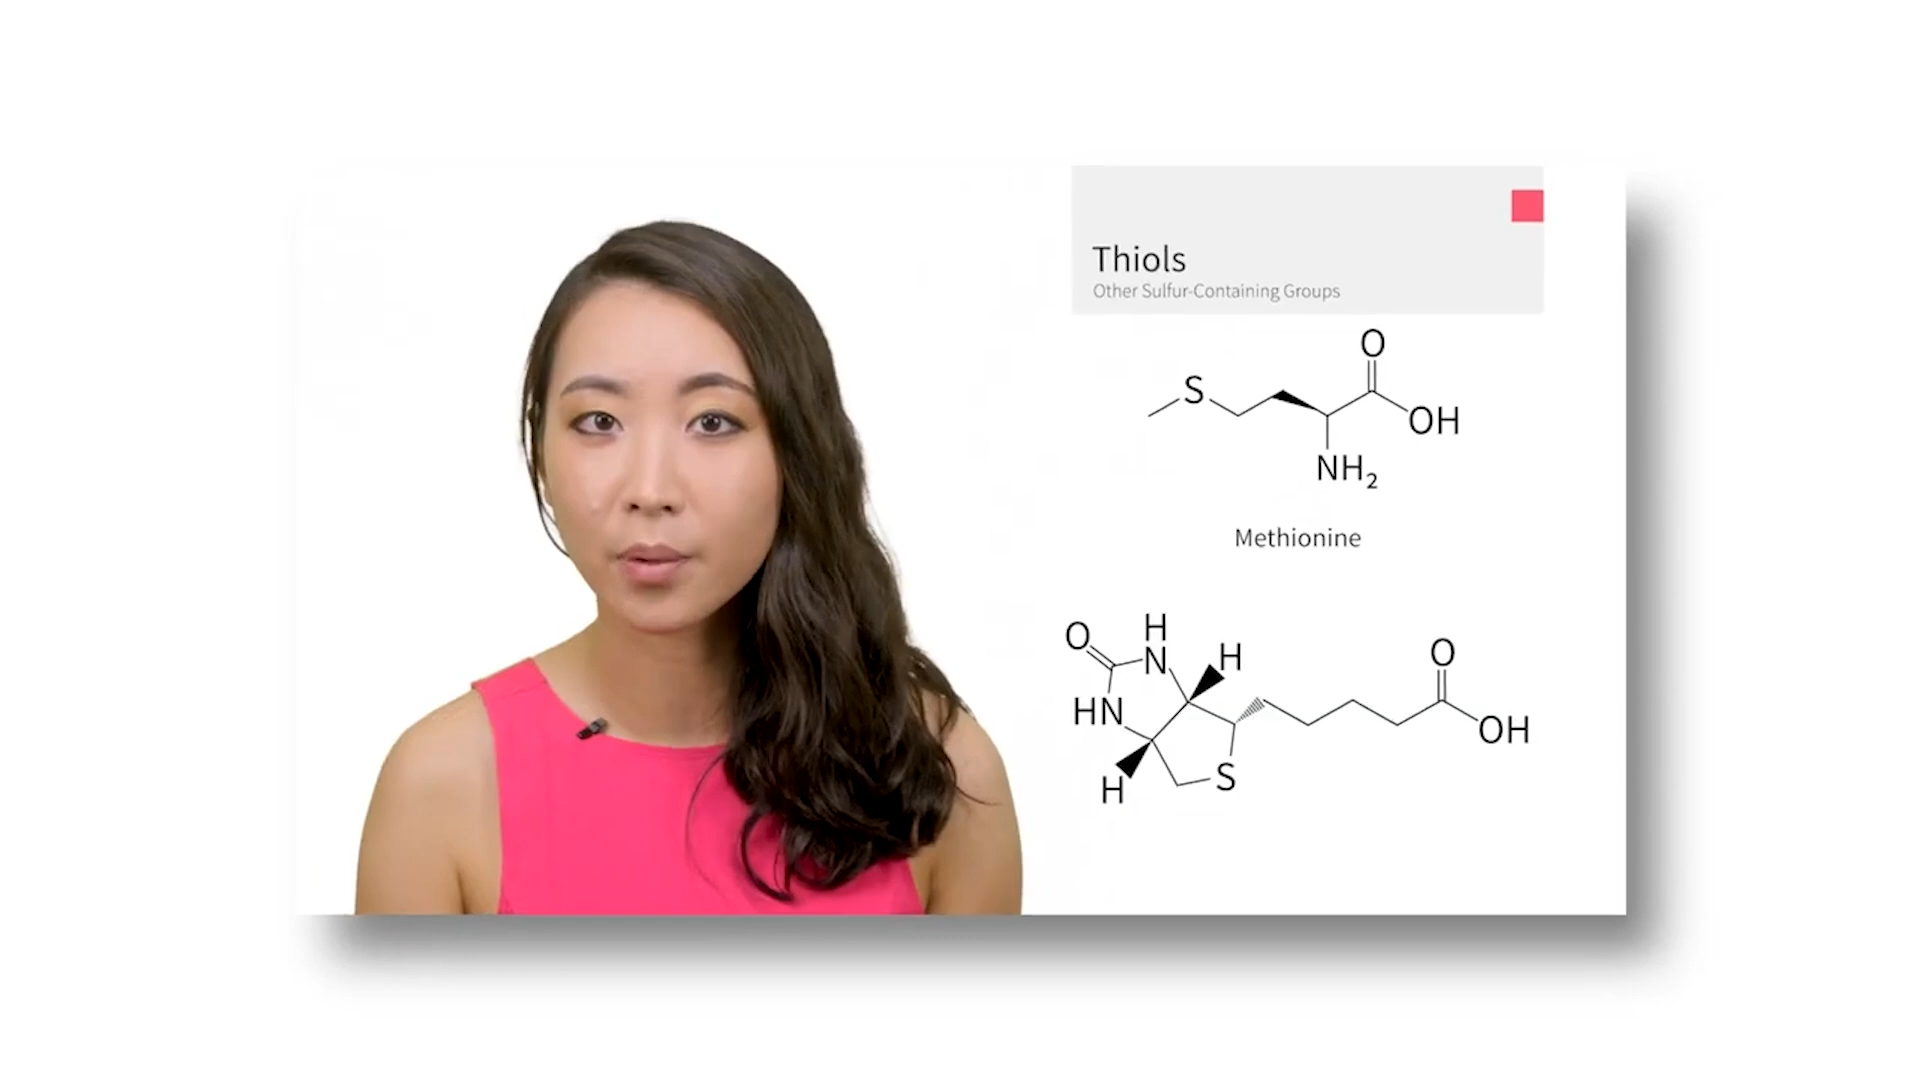 Thiols
Other Sulfur-Containing Groups
O
S
OH
NH₂
Methionine
H
O
N
H
HN
O
OH
H
S